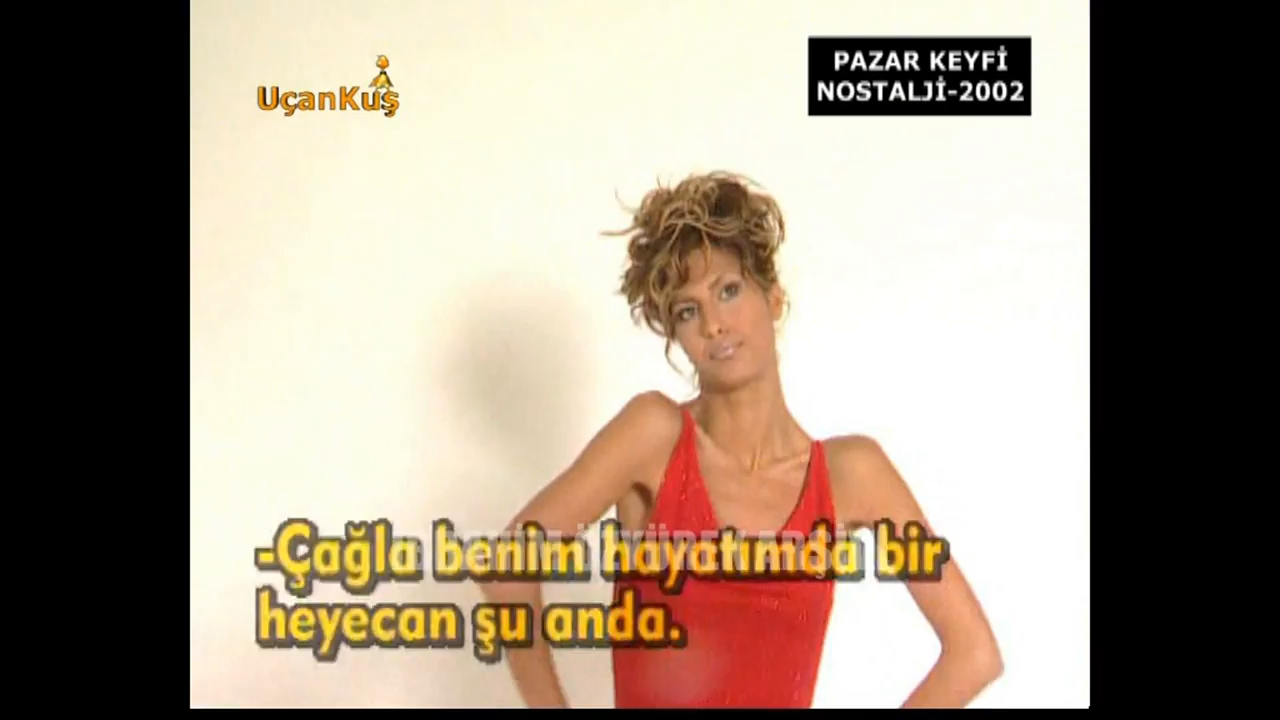 UçanKuş
PAZAR KEYFİ
NOSTALJİ-2002
-Çağla benim hayatımda bir
heyecan şu anda.